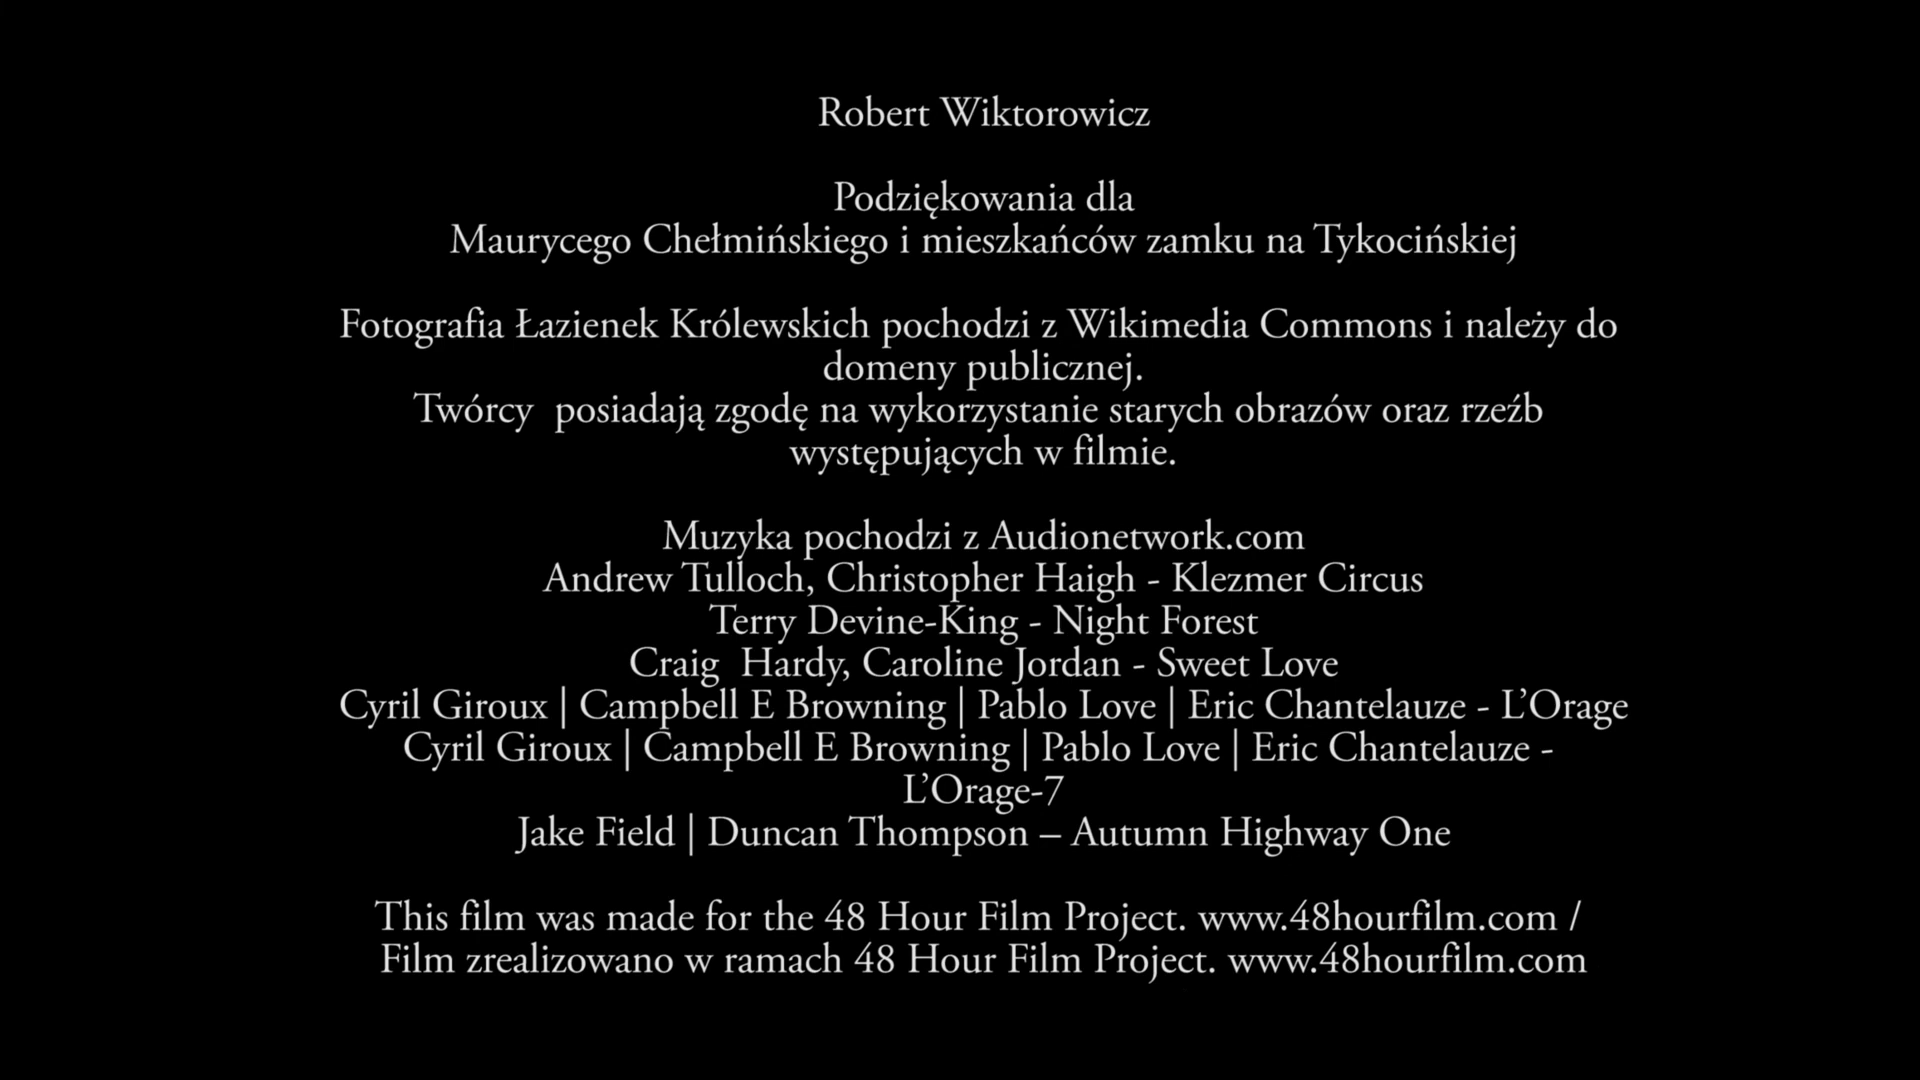 Robert Wiktorowicz
Podziękowania dla
Maurycego Chełmińskiego i mieszkańców zamku na Tykocińskiej
Fotografia Łazienek Królewskich pochodzi z Wikimedia Commons i należy do
domeny publicznej.
Twórcy  posiadają zgodę na wykorzystanie starych obrazów oraz rzeźb
występujących w filmie.
Muzyka pochodzi z Audionetwork.com
Andrew Tulloch, Christopher Haigh - Klezmer Circus
Terry Devine-King - Night Forest
Craig  Hardy, Caroline Jordan - Sweet Love
Cyril Giroux | Campbell E Browning | Pablo Love | Eric Chantelauze - L’Orage
Cyril Giroux | Campbell E Browning | Pablo Love | Eric Chantelauze -
L’Orage-7
Jake Field | Duncan Thompson – Autumn Highway One
This film was made for the 48 Hour Film Project. www.48hourfilm.com /
Film zrealizowano w ramach 48 Hour Film Project. www.48hourfilm.com